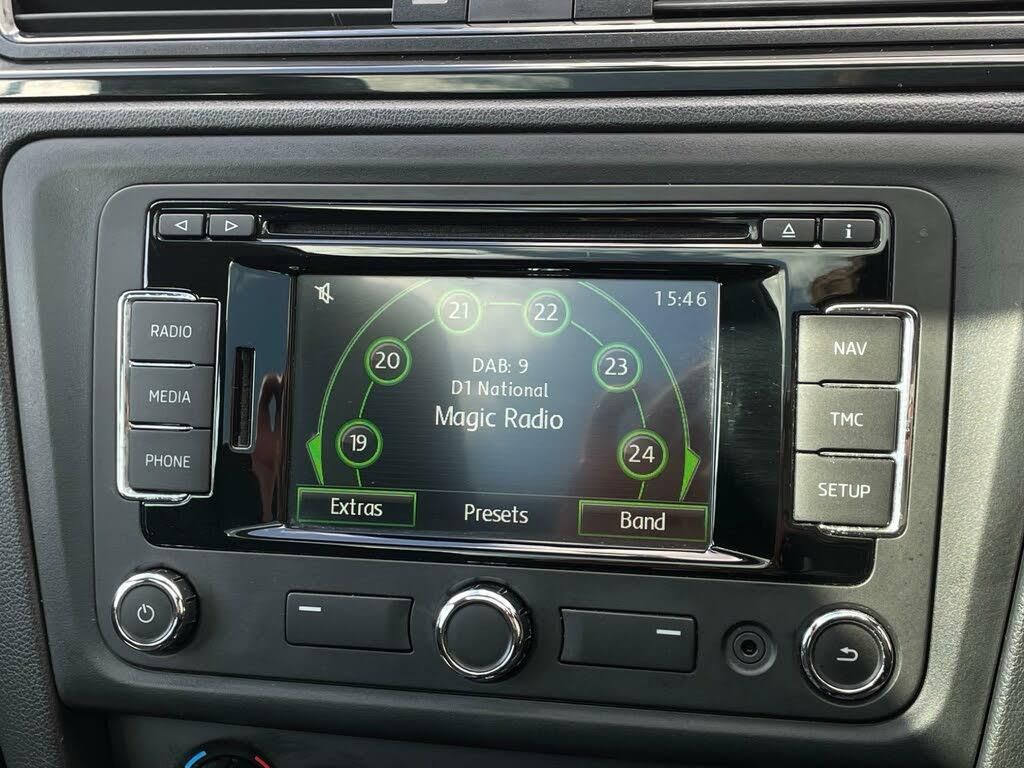 i
RADIO
MEDIA
PHONE
15:46
21
22
20
23
19
24
DAB: 9
D1 National
Magic Radio
Extras
Presets
Band
NAV
TMC
SETUP